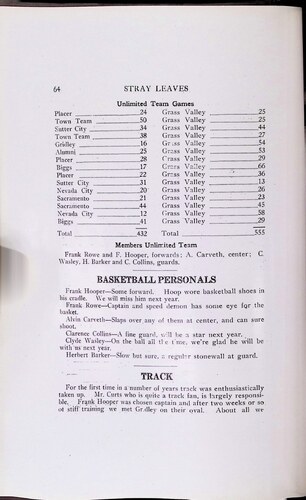 64 STRAY LEAVES
Unlimited Team Games
Placer 24 Grass Valley 25
Town Team 50 Grass Valley 25
Sutter City 34 Grass Valley 44
Town Team 38 Grass Valley 27
Gridley 16 Grass Valley 54
Alumni 25 Grass Valley 53
Placer 28 Grass Valley 29
Biggs 17 Grass Valley 66
Placer 22 Grass Valley 36
Sutter City 31 Grass Valley 13
Nevada City 20 Grass Valley 26
Sacramento 21 Grass Valley 23
Sacramento 44 Grass Valley 45
Nevada City 12 Grass Valley 58
Biggs 41 Grass Valley 29
Total 432 Total 555
Members Unlimited Team
Frank Rowe and F. Hooper, forwards; A. Carveth, center; C.
Wasley, H. Barker and C. Collins, guards.
BASKETBALL PERSONALS
Frank Hooper—Some forward. Hoop wore basketball shoes in
his cradle. We will miss him next year.
Frank Rowe—Captain and speed demon has some eye for the
basket.
Alvin Carveth—Slaps over any of them at center, and can sure
shoot.
Clarence Collins—A fine guard, will be a star next year.
Clyde Wasley—On the ball all the time, we're glad he will be
with us next year.
Herbert Barker—Slow but sure, a regular stonewall at guard.
TRACK
For the first time in a number of years track was enthusiastically
taken up. Mr. Curts who is quite a track fan, is largely responsi-
ble. Frank Hooper was chosen captain and after two weeks or so
of stiff training we met Gridley on their oval. About all we